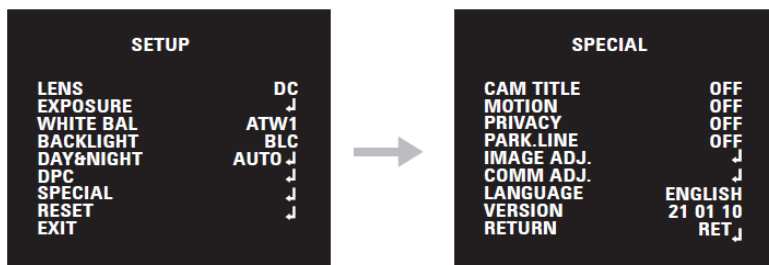 SETUP
LENS DC
EXPOSURE ↲
WHITE BAL ATW1
BACKLIGHT BLC
DAY&NIGHT AUTO ↲
DPC ↲
SPECIAL ↲
RESET ↲
EXIT
SPECIAL
CAM TITLE OFF
MOTION OFF
PRIVACY OFF
PARK.LINE OFF
IMAGE ADJ. ↲
COMM ADJ. ↲
LANGUAGE ENGLISH
VERSION 21 01 10
RETURN RET ↲